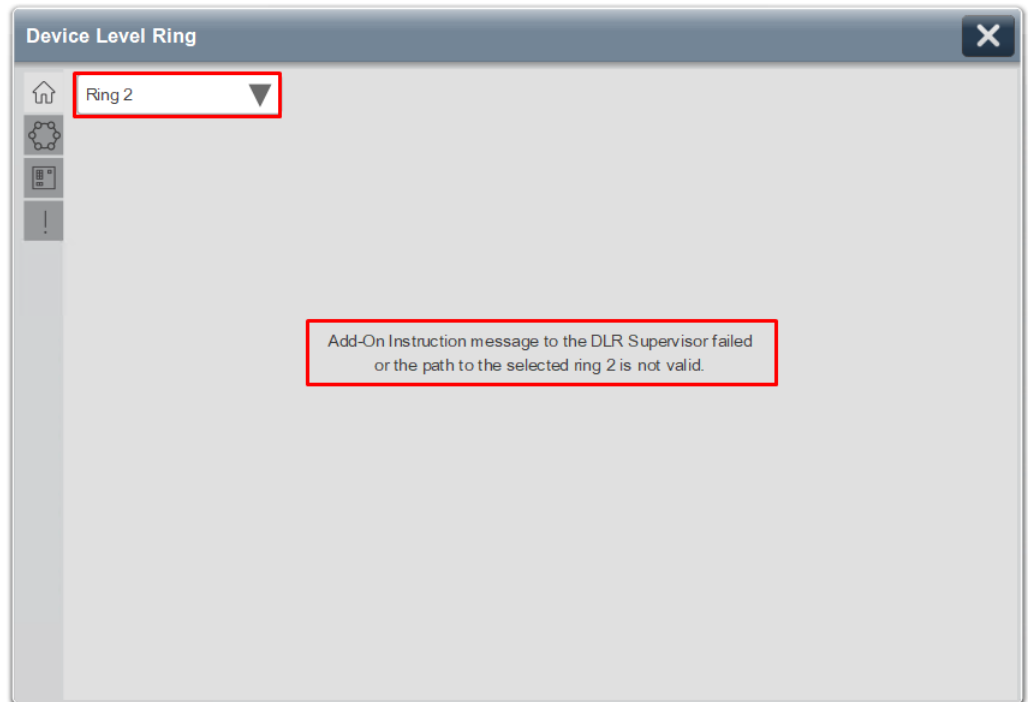 Device Level Ring
Ring 2
Add-On Instruction message to the DLR Supervisor failed
or the path to the selected ring 2 is not valid.